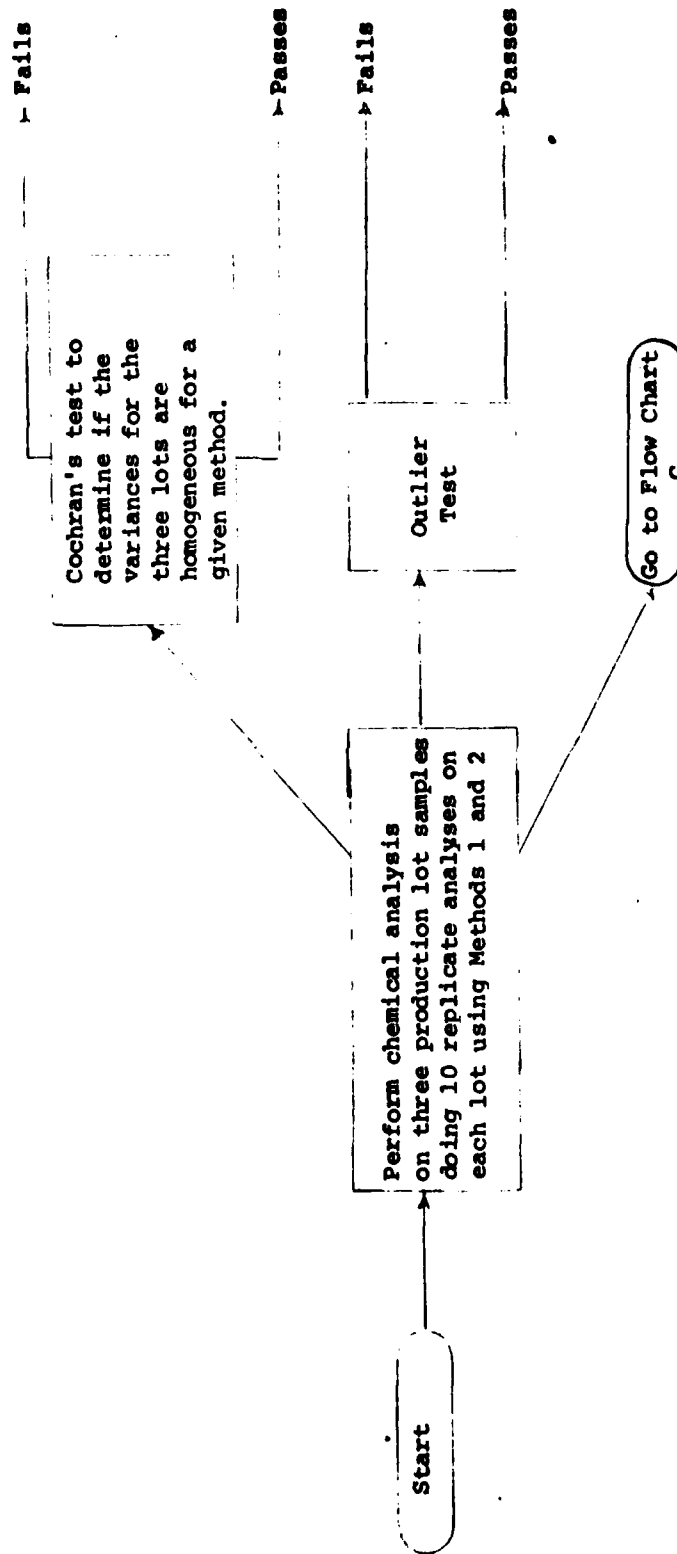 Start
Perform chemical analysis
on three production lot samples
doing 10 replicate analyses on
each lot using Methods 1 and 2
Cochran's test to
determine if the
variances for the
three lots are
homogeneous for a
given method.
Fails
Passes
Outlier
Test
Fails
Passes
Go to Flow Chart